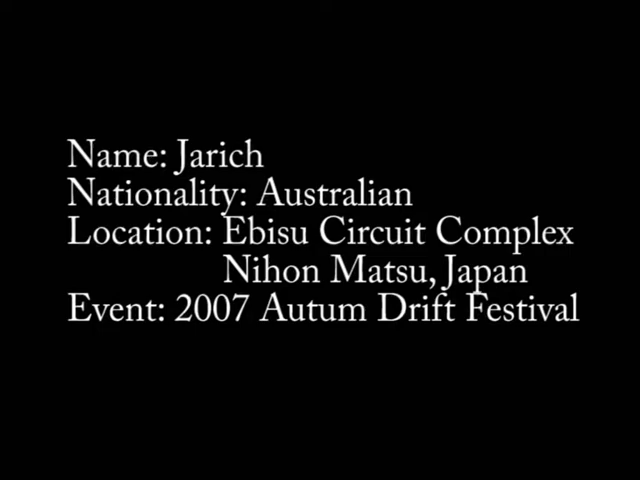 Name: Jarich
Nationality: Australian
Location: Ebisu Circuit Complex
Nihon Matsu, Japan
Event: 2007 Autum Drift Festival